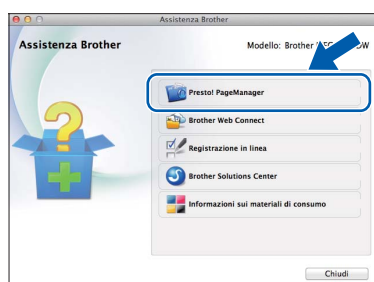 Assistenza Brother
Assistenza Brother
Modello: Brother
Presto! PageManager
Brother Web Connect
Registrazione in linea
Brother Solutions Center
Informazioni sui materiali di consumo
Chiudi